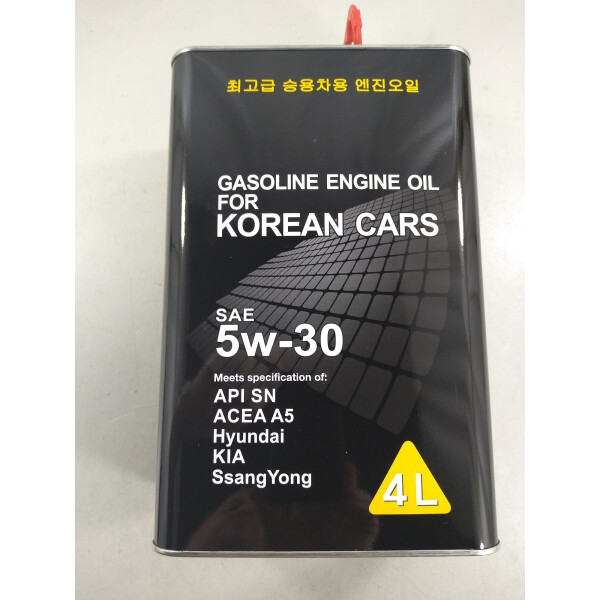 최고급 승용차용 엔진오일
GASOLINE ENGINE OIL
FOR
KOREAN CARS
SAE
5w-30
Meets specification of:
API SN
ACEA A5
Hyundai
KIA
SsangYong
4L